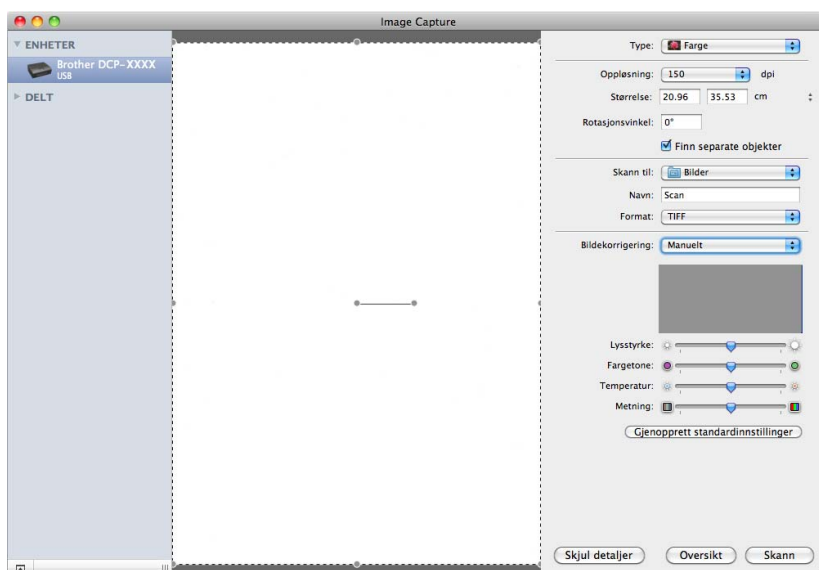 Image Capture
ENHETER
Brother DCP-XXXX
USB
DELT
Type: Farge
Oppløsning: 150 dpi
Størrelse: 20.96 35.53 cm
Rotasjonsvinkel: 0°
Finn separate objekter
Skann til: Bilder
Navn: Scan
Format: TIFF
Bildekorrigering: Manuelt
Lysstyrke:
Fargetone:
Temperatur:
Metning:
Gjenopprett standardinnstillinger
Skjul detaljer Oversikt Skann